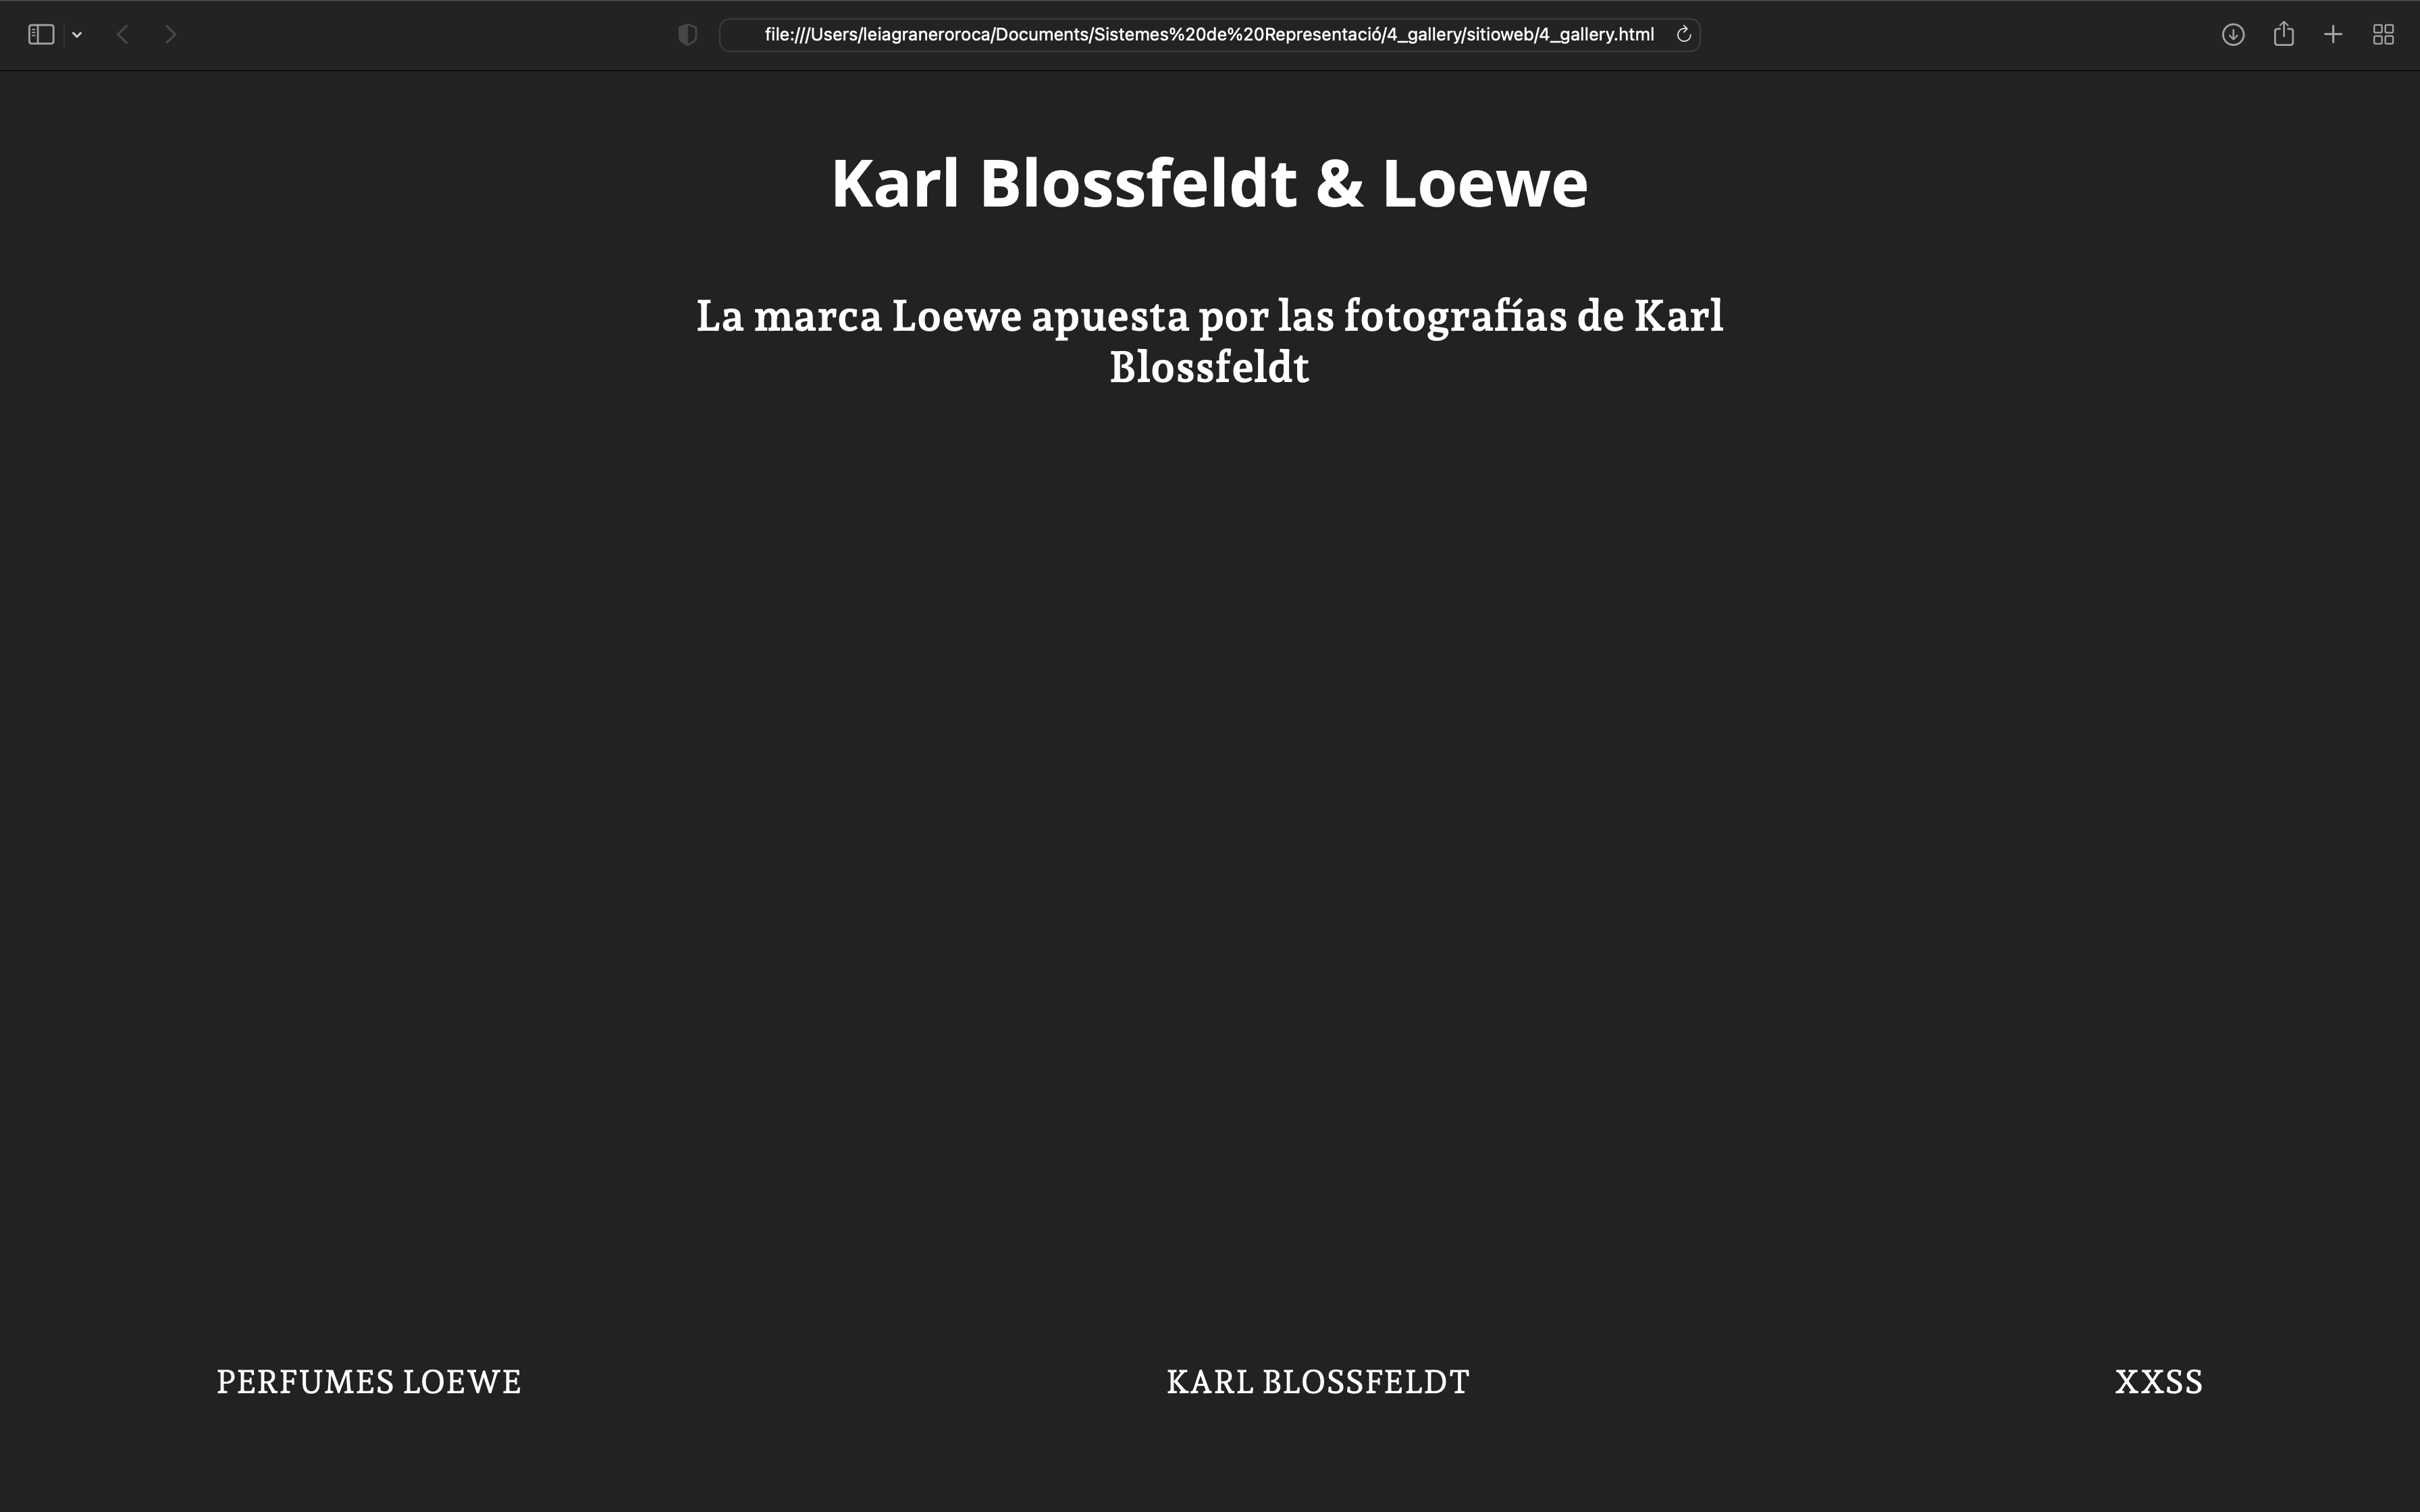 file:///Users/leiagraneroroca/Documents/Sistemes%20de%20Representació/4_gallery/sitioweb/4_gallery.html
Karl Blossfeldt & Loewe
La marca Loewe apuesta por las fotografías de Karl
Blossfeldt
PERFUMES LOEWE
KARL BLOSSFELDT
XXSS